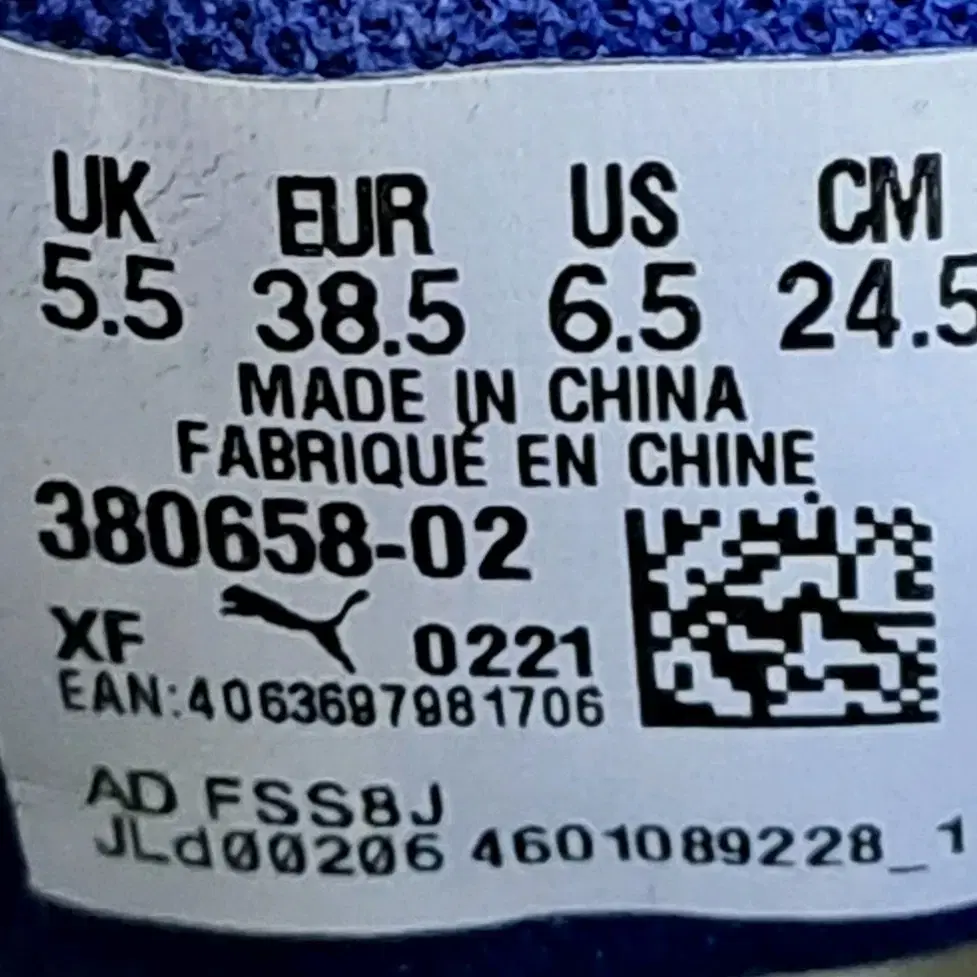 UK EUR US CM
5.5 38.5 6.5 24.5
MADE IN CHINA
FABRIQUÉ EN CHINE
380658-02
XF 0221
EAN:4063697981706
AD FSS8J
JLd00206 4601089228_1